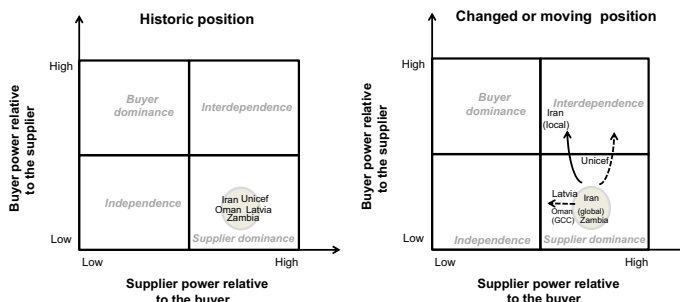 Historic position
Buyer power relative
to the supplier
High
Low
Buyer
dominance
Interdependence
Independence
Iran Unicef
Oman Latvia
Zambia
Supplier dominance
Low
High
Supplier power relative
to the buyer
Changed or moving position
Buyer power relative
to the supplier
High
Low
Buyer
dominance
Interdependence
Iran
(local)
Unicef
Latvia
Iran
Oman
(global)
(GCC)
Zambia
Independence
Supplier dominance
Low
High
Supplier power relative
to the buyer